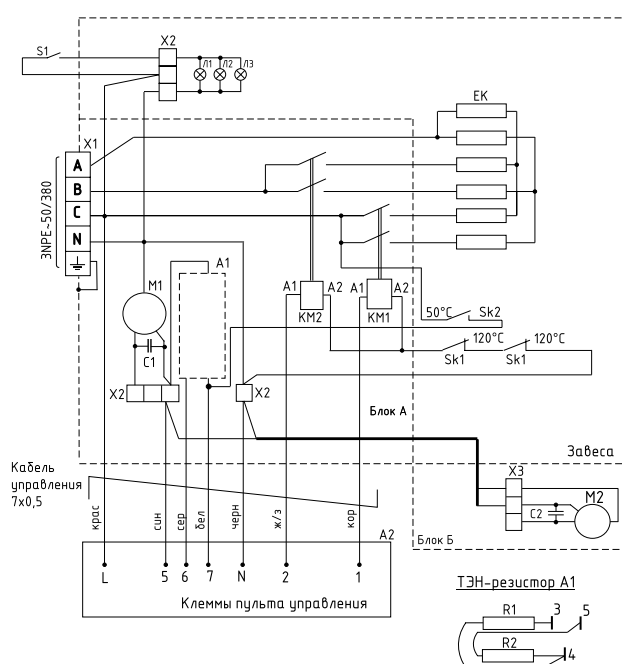 S1
X2
Л1 Л2 Л3
EK
X1
A
B
C
N
3NPE~50/380
A1
M1
C1
A1 A2
KM2
A1 A2
KM1
50°C
Sk2
120°C
Sk1
120°C
Sk1
X2
X2
Блок А
Завеса
Кабель
управления
7x0,5
крас
син
сер
бел
черн
ж/з
кор
X3
M2
C2
Блок Б
A2
L 5 6 7 N 2 1
Клеммы пульта управления
ТЭН-резистор А1
R1 3 5
R2 4